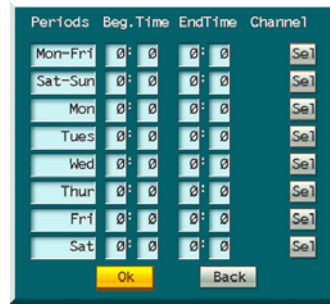 Periods Beg.Time EndTime Channel
Mon-Fri 0: 0 0: 0 Sel
Sat-Sun 0: 0 0: 0 Sel
Mon 0: 0 0: 0 Sel
Tues 0: 0 0: 0 Sel
Wed 0: 0 0: 0 Sel
Thur 0: 0 0: 0 Sel
Fri 0: 0 0: 0 Sel
Sat 0: 0 0: 0 Sel
Ok Back